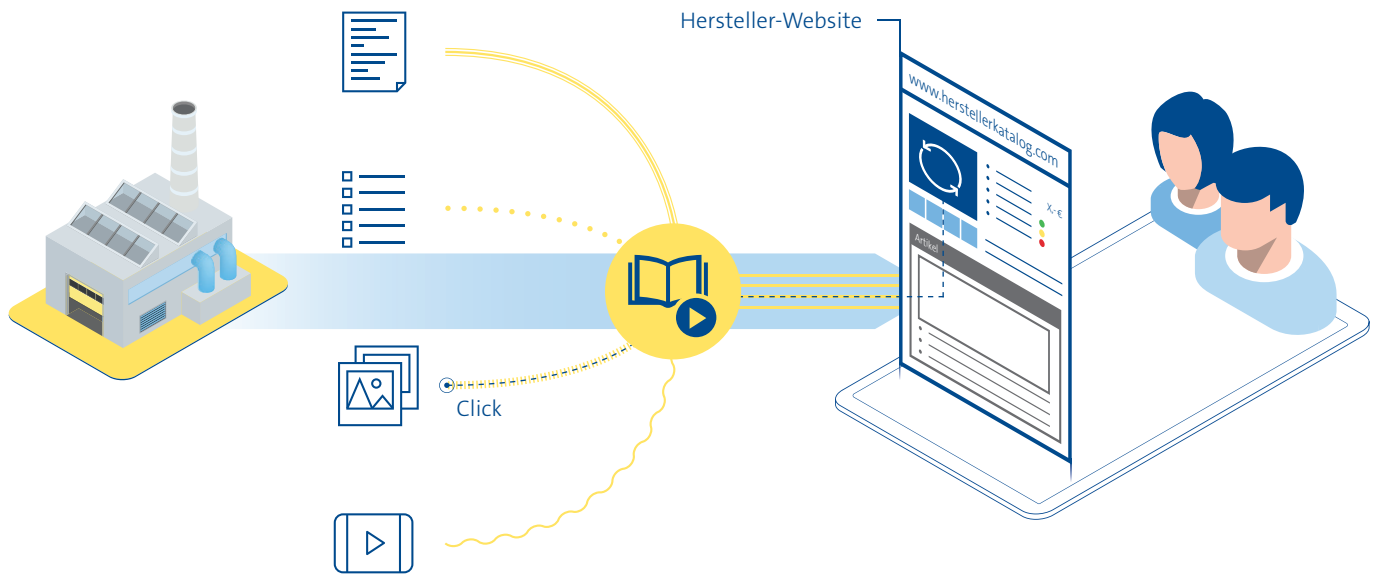 Hersteller-Website
www.herstellerkatalog.com
x,- €
Artikel
Click